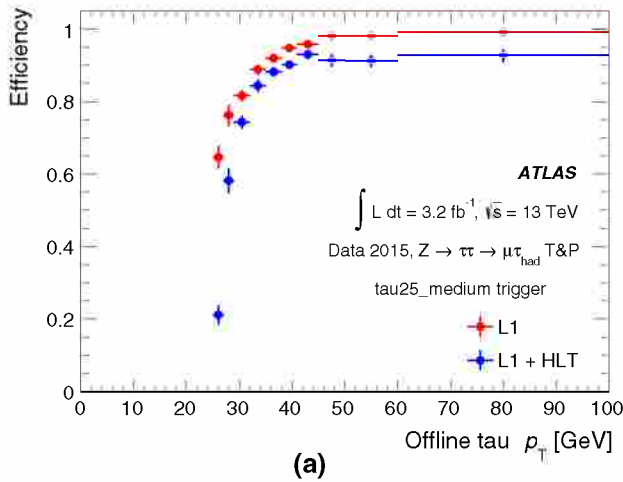 Efficiency
1
0.8
0.6
0.4
0.2
0
ATLAS
∫ L dt = 3.2 fb⁻¹, √s = 13 TeV
Data 2015, Z → ττ → μτ_had T&P
tau25_medium trigger
L1
L1 + HLT
0 10 20 30 40 50 60 70 80 90 100
Offline tau p_T [GeV]
(a)